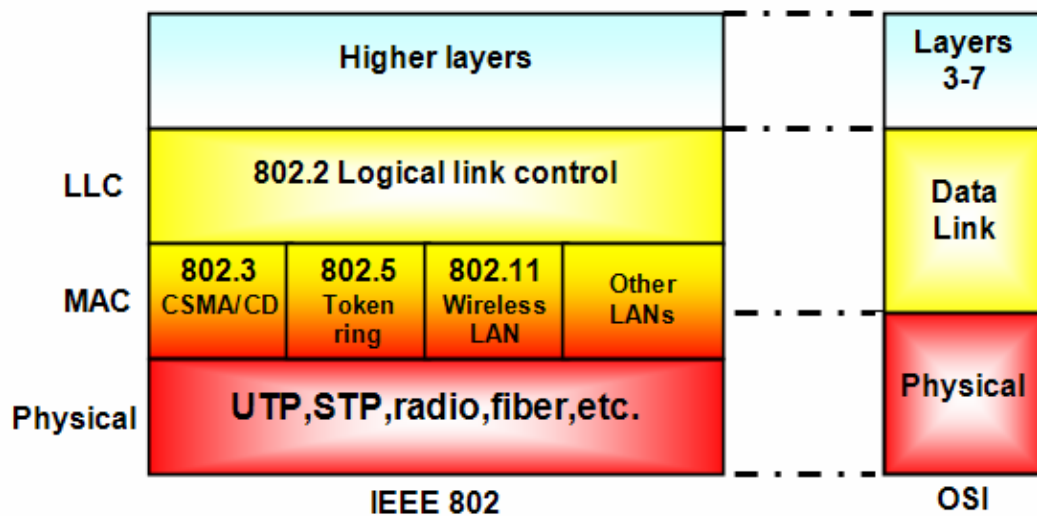 Higher layers
Layers
3-7
LLC
802.2 Logical link control
Data
Link
MAC
802.3
CSMA/CD
802.5
Token
ring
802.11
Wireless
LAN
Other
LANs
Physical
UTP,STP,radio,fiber,etc.
Physical
IEEE 802
OSI